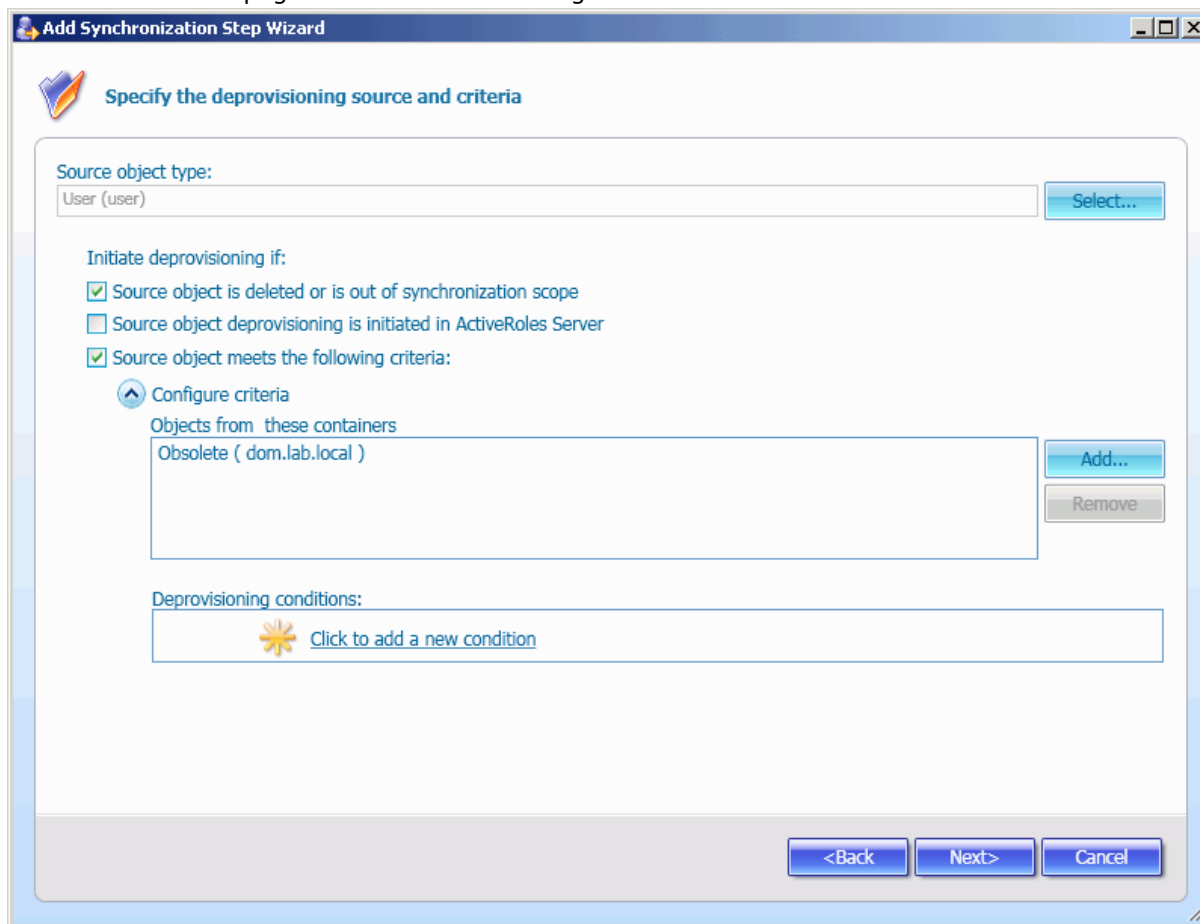 Add Synchronization Step Wizard
Specify the deprovisioning source and criteria
Source object type:
User (user)
Select...
Initiate deprovisioning if:
Source object is deleted or is out of synchronization scope
Source object deprovisioning is initiated in ActiveRoles Server
Source object meets the following criteria:
Configure criteria
Objects from  these containers
Obsolete ( dom.lab.local )
Add...
Remove
Deprovisioning conditions:
Click to add a new condition
<Back
Next>
Cancel